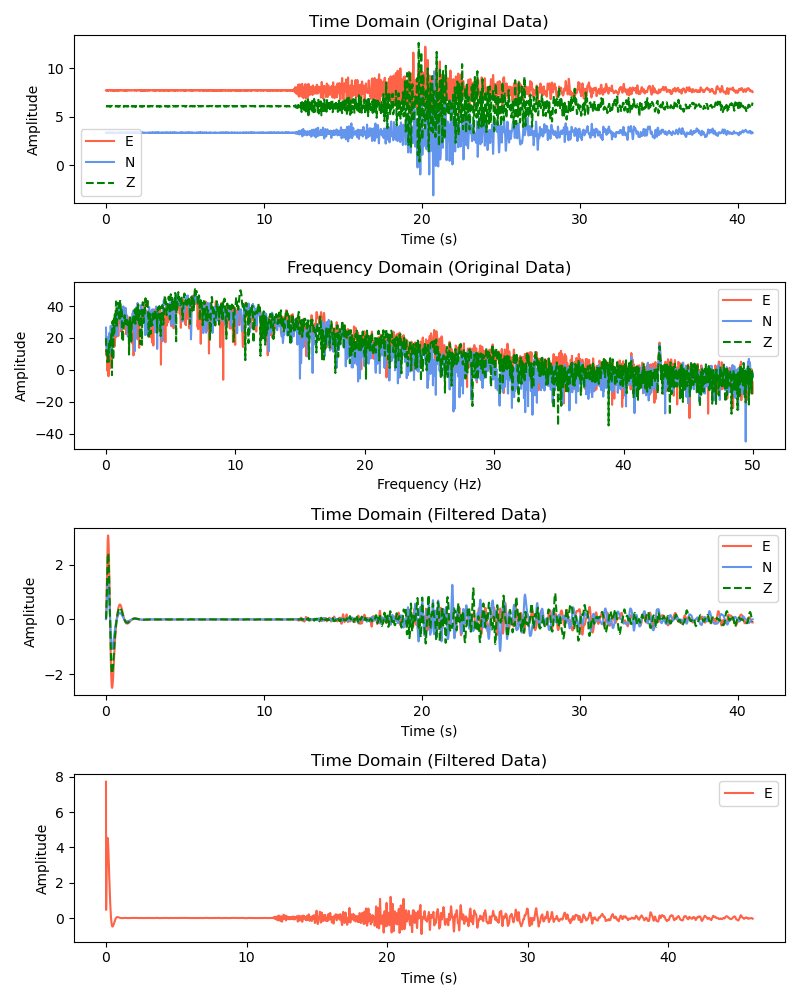 Time Domain (Original Data)
Amplitude
10
5
0
E
N
Z
0 10 20 30 40
Time (s)
Frequency Domain (Original Data)
Amplitude
40
20
0
−20
−40
E
N
Z
0 10 20 30 40 50
Frequency (Hz)
Time Domain (Filtered Data)
Amplitude
2
0
−2
E
N
Z
0 10 20 30 40
Time (s)
Time Domain (Filtered Data)
Amplitude
8
6
4
2
0
E
0 10 20 30 40
Time (s)